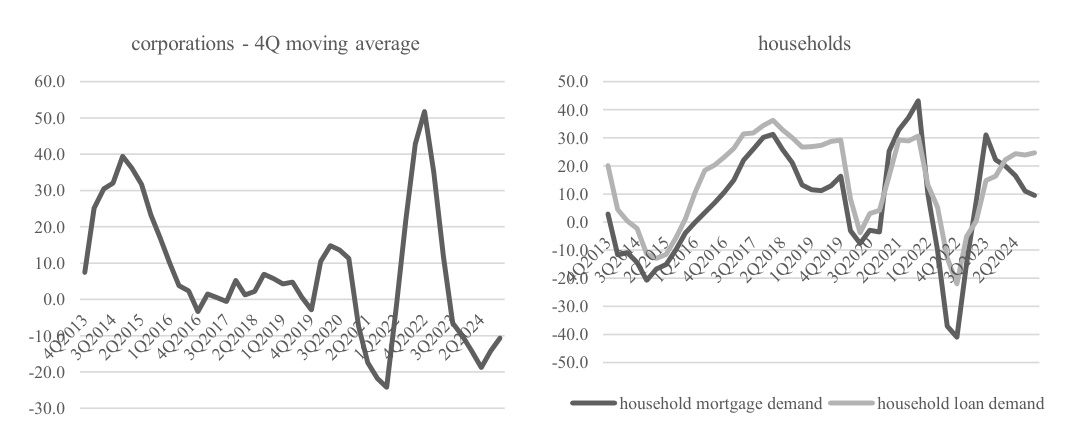 corporations - 4Q moving average
60.0
50.0
40.0
30.0
20.0
10.0
0.0
-10.0
-20.0
-30.0
4Q2013
3Q2014
2Q2015
1Q2016
4Q2016
3Q2017
2Q2018
1Q2019
4Q2019
3Q2020
2Q2021
1Q2022
4Q2022
3Q2023
2Q2024
households
50.0
40.0
30.0
20.0
10.0
0.0
-10.0
-20.0
-30.0
-40.0
-50.0
4Q2013
3Q2014
2Q2015
1Q2016
4Q2016
3Q2017
2Q2018
1Q2019
4Q2019
3Q2020
2Q2021
1Q2022
4Q2022
3Q2023
2Q2024
household mortgage demand
household loan demand